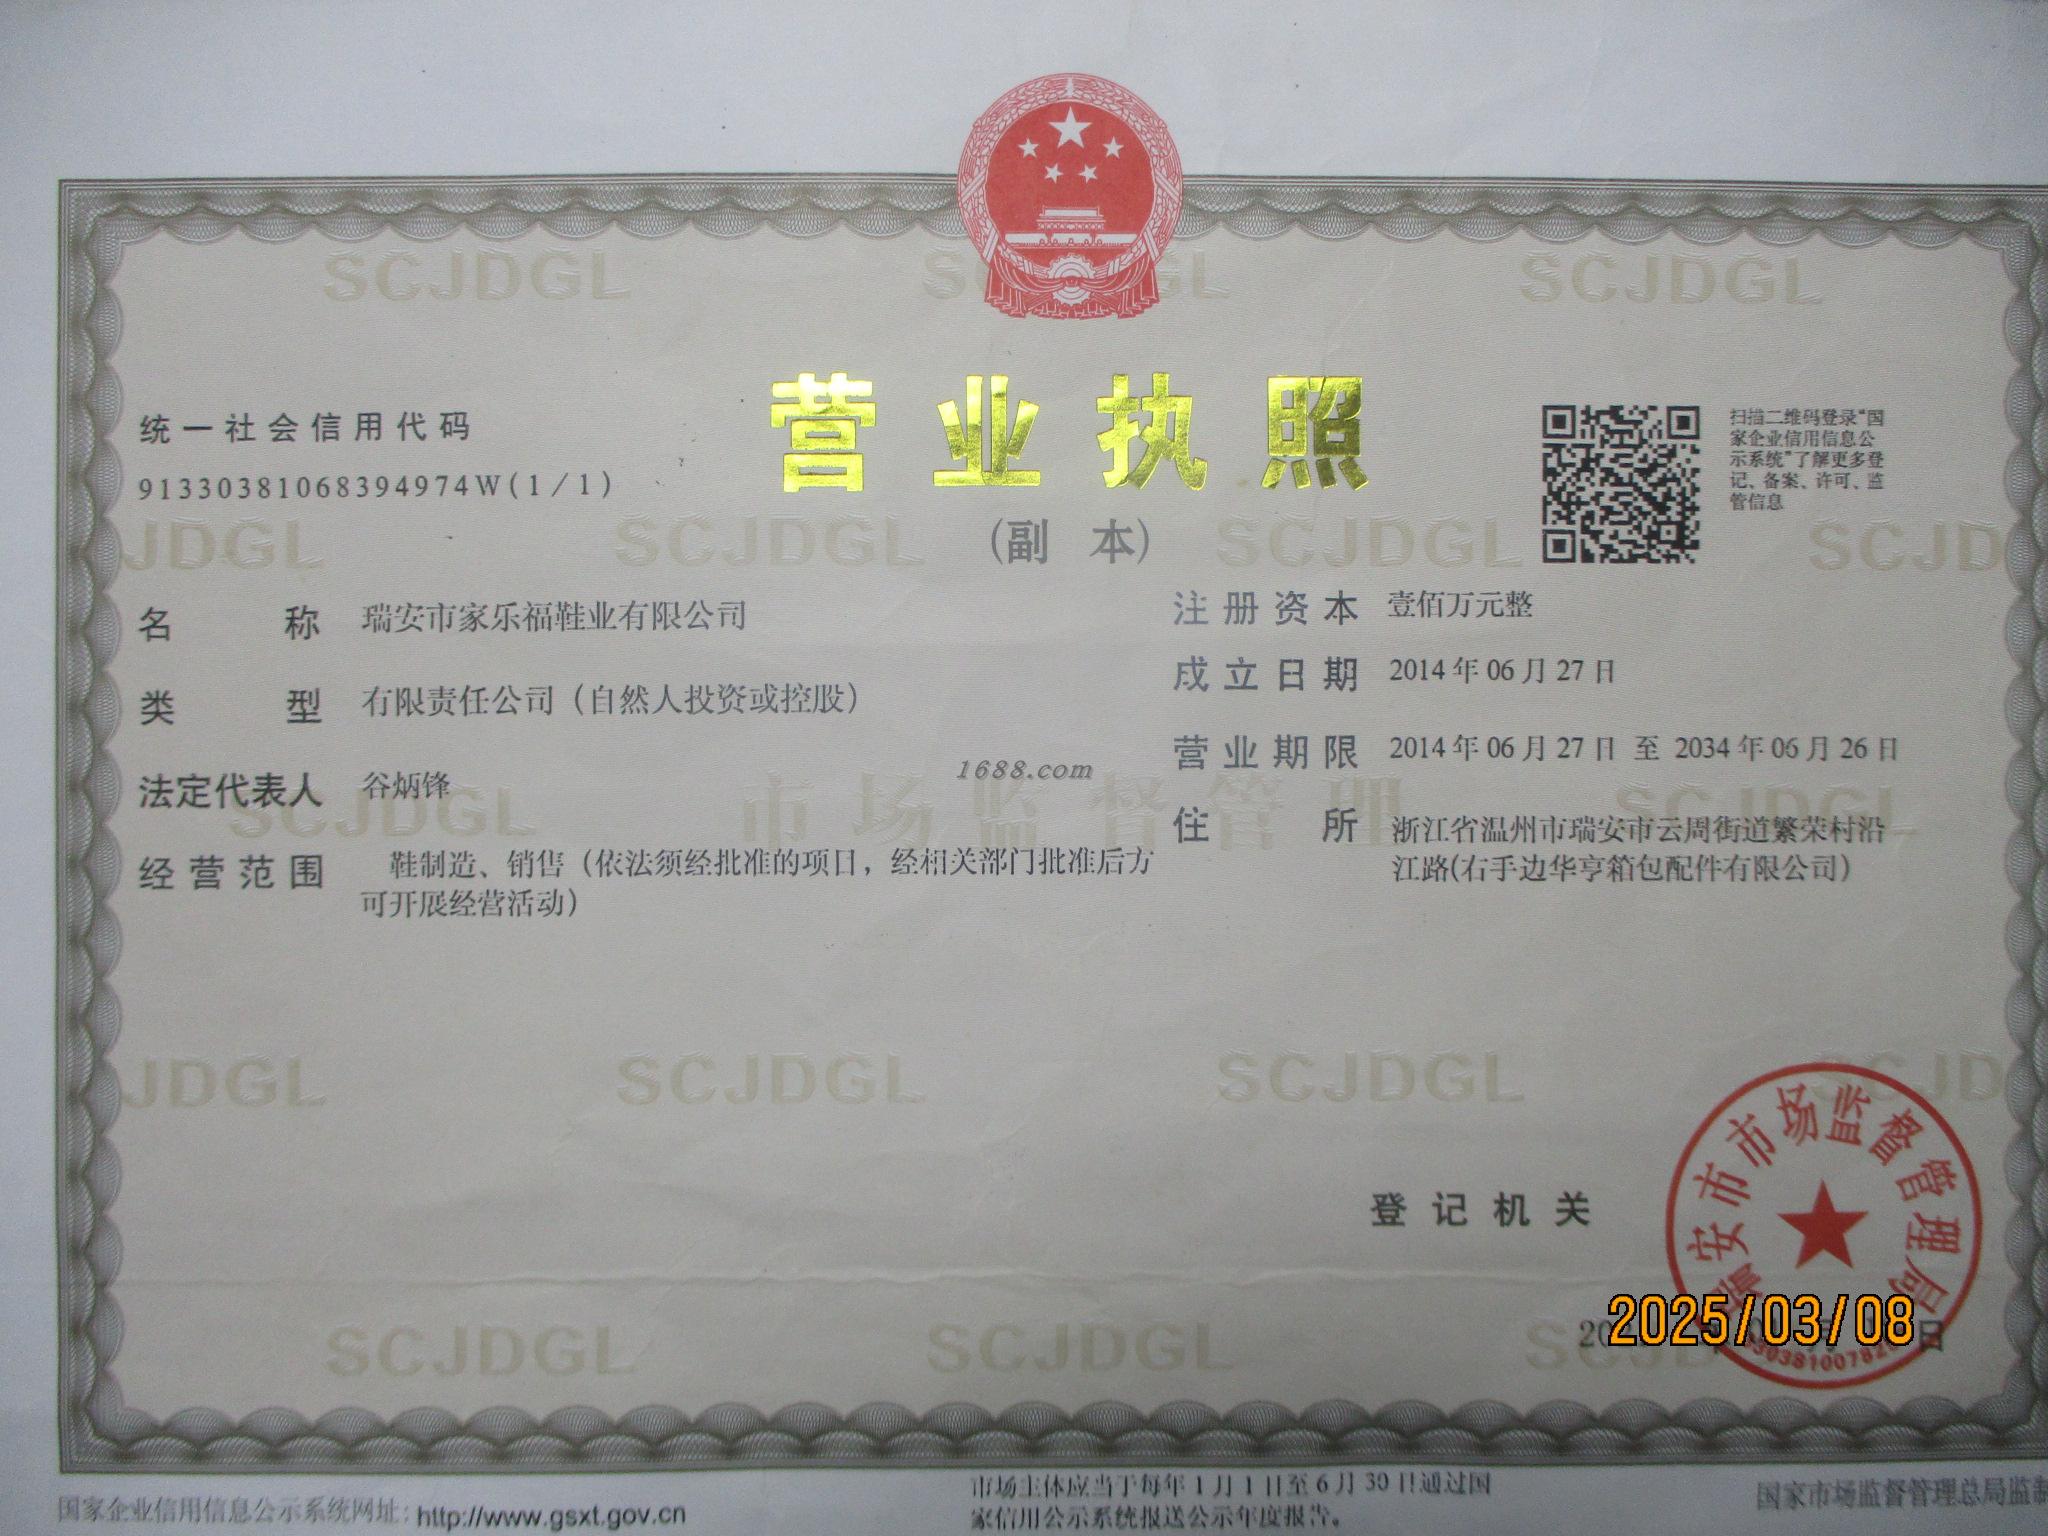 营业执照
(副 本)
统一社会信用代码
91330381068394974W(1/1)
扫描二维码登录“国
家企业信用信息公
示系统”了解更多登
记、备案、许可、监
管信息
名 称 瑞安市家乐福鞋业有限公司
类 型 有限责任公司（自然人投资或控股）
法定代表人 谷炳锋
经营范围 鞋制造、销售（依法须经批准的项目，经相关部门批准后方
可开展经营活动）
注册资本 壹佰万元整
成立日期 2014年06月27日
营业期限 2014年06月27日 至 2034年06月26日
住 所 浙江省温州市瑞安市云周街道繁荣村沿
江路(右手边华亨箱包配件有限公司)
1688.com
市场监督管理
SCJDGL
登记机关
瑞安市市场监督管理局
2025/03/08
日
国家企业信用信息公示系统网址：http://www.gsxt.gov.cn
市场主体应当于每年1月1日至6月30日通过国
家信用公示系统报送公示年度报告。
国家市场监督管理总局监制